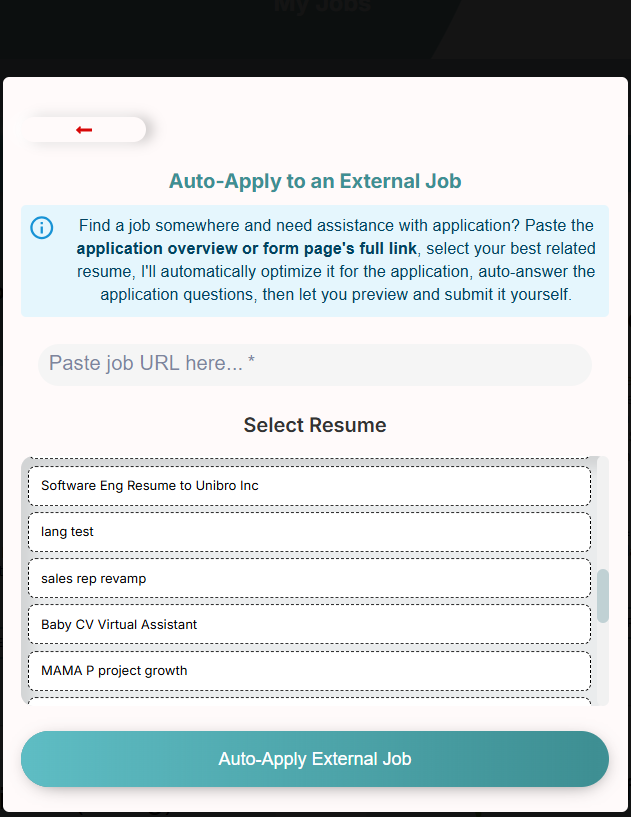 My Jobs
Auto-Apply to an External Job
Find a job somewhere and need assistance with application? Paste the
application overview or form page's full link, select your best related
resume, I'll automatically optimize it for the application, auto-answer the
application questions, then let you preview and submit it yourself.
Paste job URL here... *
Select Resume
Software Eng Resume to Unibro Inc
lang test
sales rep revamp
Baby CV Virtual Assistant
MAMA P project growth
Auto-Apply External Job